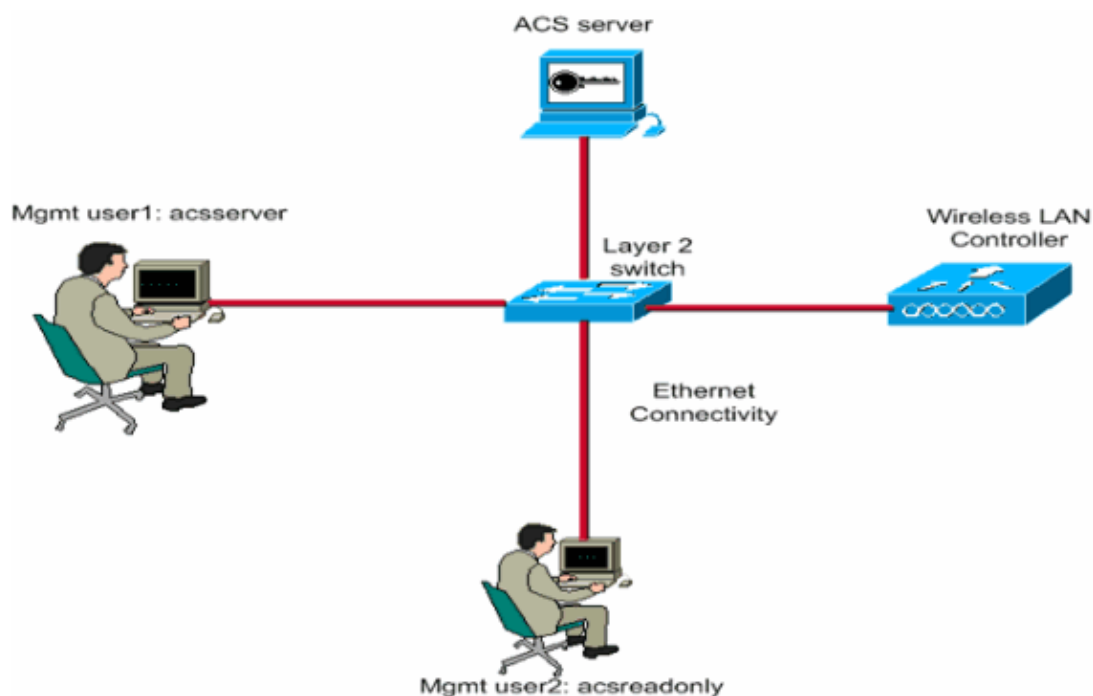 ACS server
Mgmt user1: acsserver
Wireless LAN
Controller
Layer 2
switch
Ethernet
Connectivity
Mgmt user2: acsreadonly